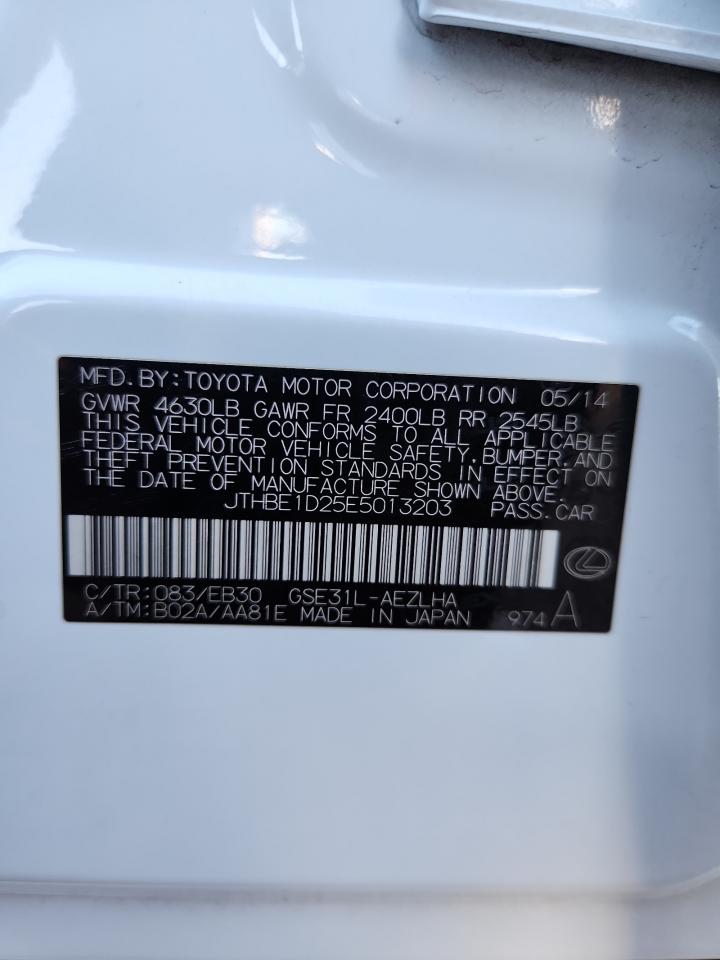 MFD.BY:TOYOTA MOTOR CORPORATION 05/14
GVWR 4630LB GAWR FR 2400LB RR 2545LB
THIS VEHICLE CONFORMS TO ALL APPLICABLE
FEDERAL MOTOR VEHICLE SAFETY,BUMPER,AND
THEFT PREVENTION STANDARDS IN EFFECT ON
THE DATE OF MANUFACTURE SHOWN ABOVE.
JTHBE1D25E5013203 PASS.CAR
C/TR:083/EB30 GSE31L-AEZLHA
A/TM:B02A/AA81E MADE IN JAPAN 974 A